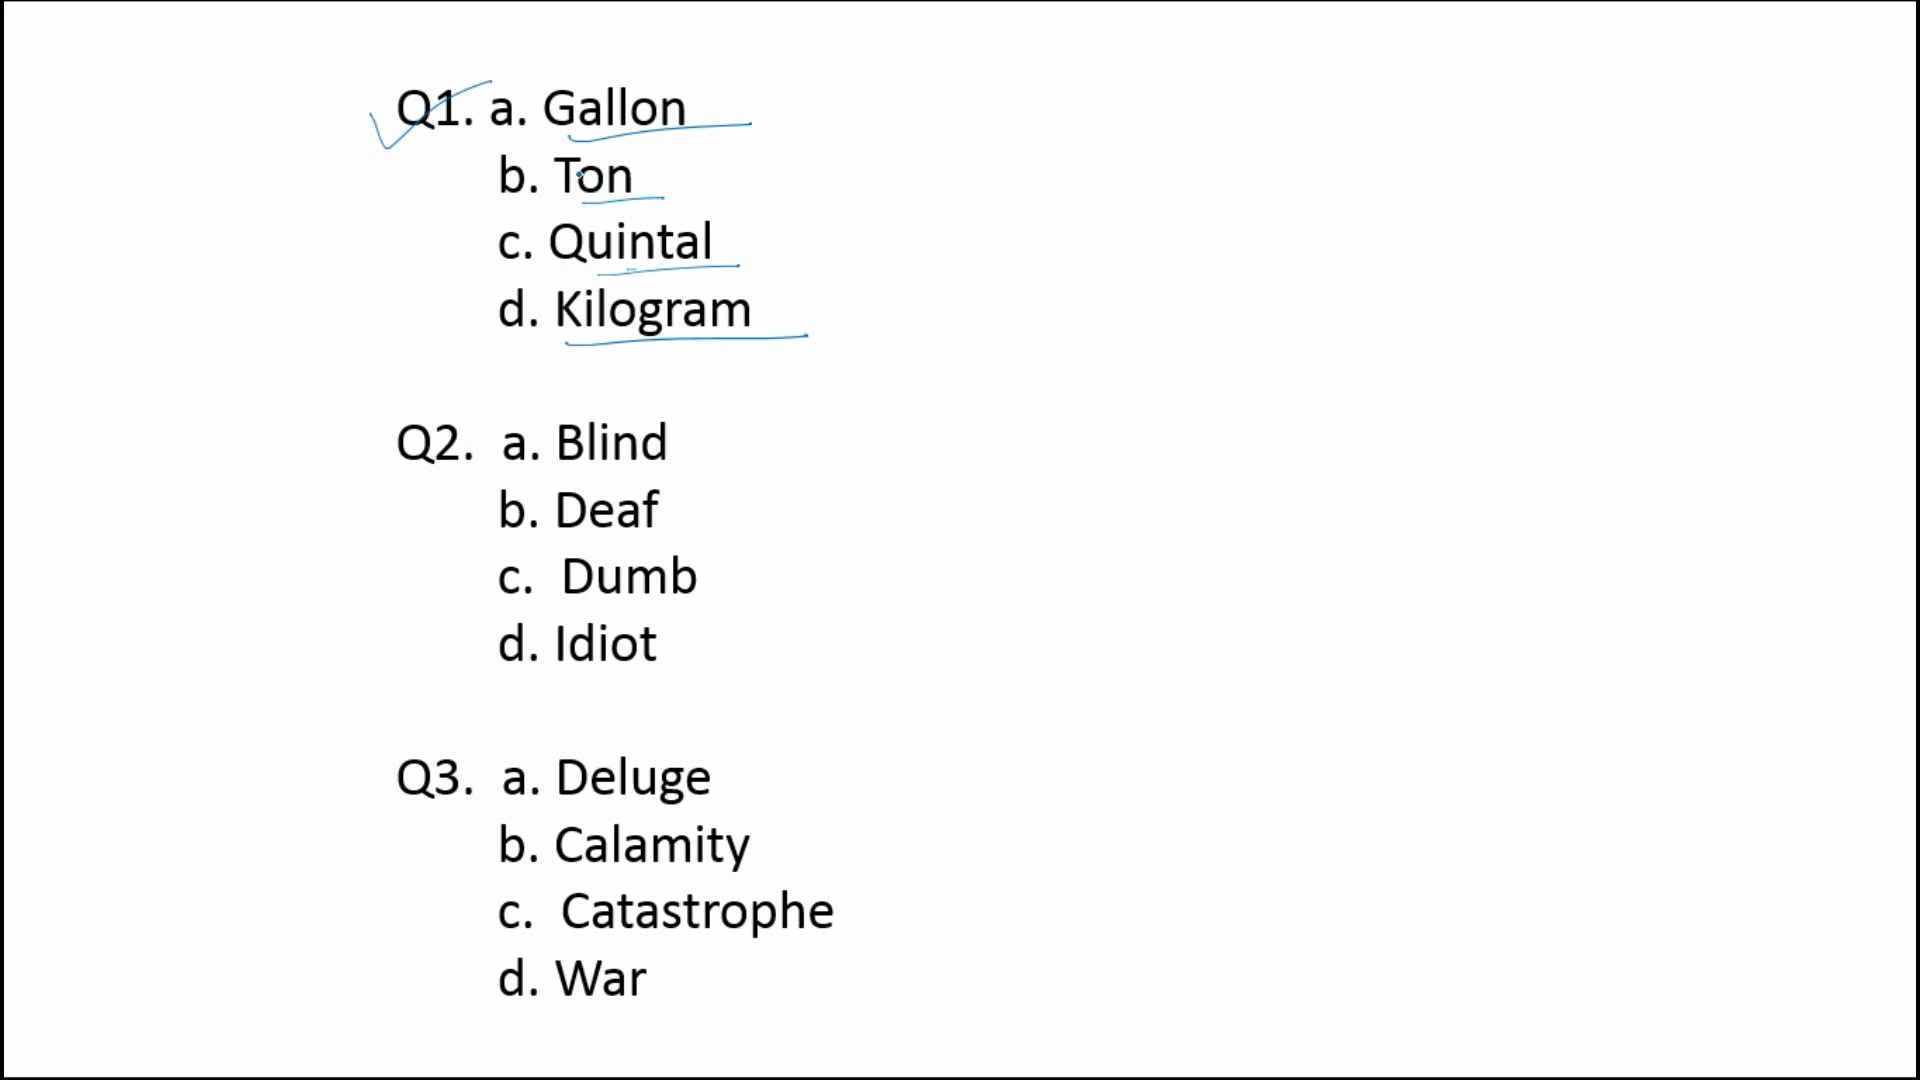 Q1. a. Gallon
b. Ton
c. Quintal
d. Kilogram
Q2. a. Blind
b. Deaf
c. Dumb
d. Idiot
Q3. a. Deluge
b. Calamity
c. Catastrophe
d. War